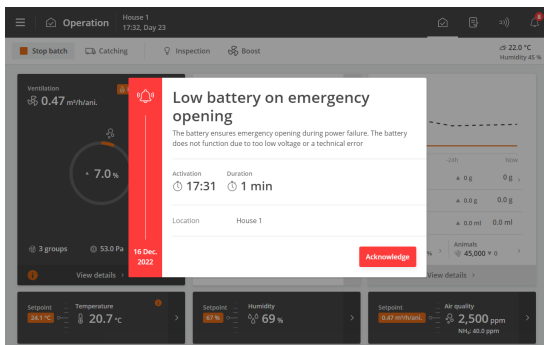 Operation
House 1
17:32, Day 23
8
Stop batch
Catching
Inspection
Boost
22.0 °C
Humidity 45 %
Ventilation
0.47 m³/h/ani.
7.0 %
3 groups
53.0 Pa
View details
16 Dec.
2022
Low battery on emergency
opening
The battery ensures emergency opening during power failure. The battery
does not function due to too low voltage or a technical error
Activation
Duration
17:31
1 min
Location
House 1
Acknowledge
-24h
Now
0 g
0 g
0.0 g
0.0 g
0.0 ml
0.0 ml
%
Animals
45,000
0
View details
Setpoint
24.1 °C
Temperature
20.7 °C
Setpoint
67 %
Humidity
69 %
Setpoint
0.47 m³/h/ani.
Air quality
2,500 ppm
NH₃: 40.0 ppm